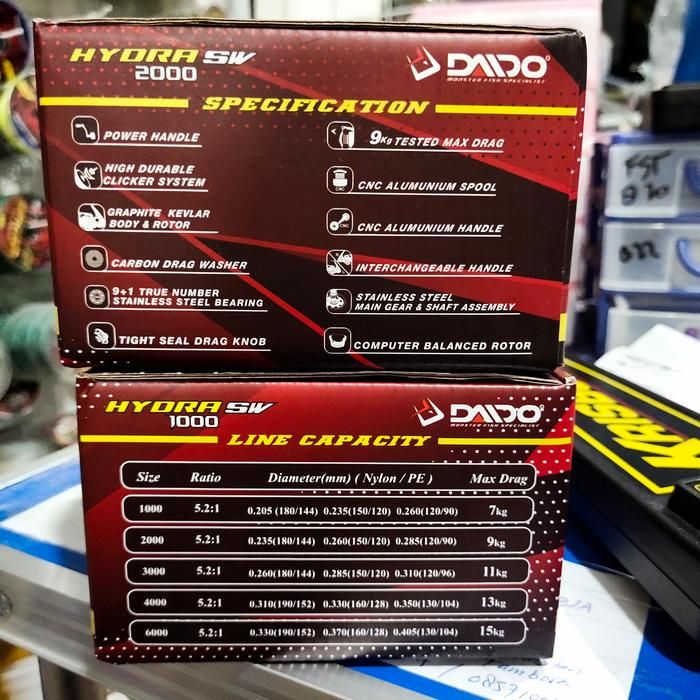 HYDRA SW
2000
DAIDO
MONSTER FISH SPECIALIST
SPECIFICATION
POWER HANDLE
9Kg TESTED MAX DRAG
HIGH DURABLE
CLICKER SYSTEM
CNC
CNC ALUMUNIUM SPOOL
GRAPHITE KEVLAR
BODY & ROTOR
CNC
CNC ALUMUNIUM HANDLE
CARBON DRAG WASHER
INTERCHANGEABLE HANDLE
9+1 TRUE NUMBER
STAINLESS STEEL BEARING
STAINLESS STEEL
MAIN GEAR & SHAFT ASSEMBLY
TIGHT SEAL DRAG KNOB
COMPUTER BALANCED ROTOR
HYDRA SW
1000
DAIDO
MONSTER FISH SPECIALIST
LINE CAPACITY
Size Ratio Diameter(mm) ( Nylon / PE ) Max Drag
1000 5.2:1 0.205 (180/144) 0.235(150/120) 0.260(120/90) 7kg
2000 5.2:1 0.235(180/144) 0.260(150/120) 0.285(120/90) 9kg
3000 5.2:1 0.260(180/144) 0.285(150/120) 0.310(120/96) 11kg
4000 5.2:1 0.310(190/152) 0.330(160/128) 0.350(130/104) 13kg
6000 5.2:1 0.330(190/152) 0.370(160/128) 0.405(130/104) 15kg